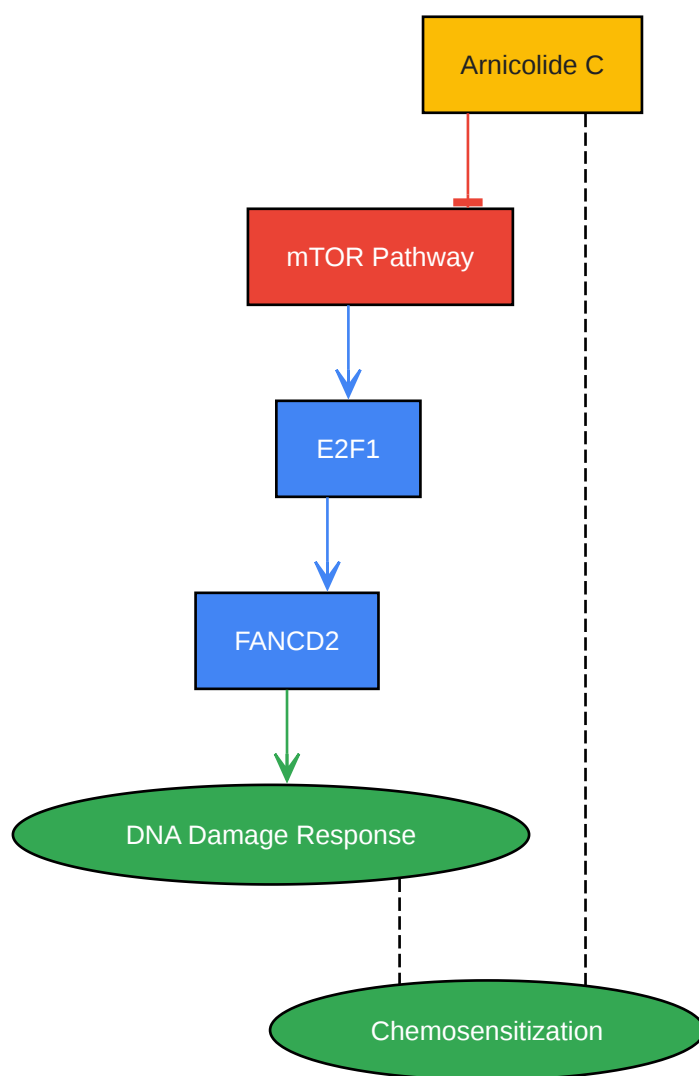 Arnicolide C
mTOR Pathway
E2F1
FANCD2
DNA Damage Response
Chemosensitization